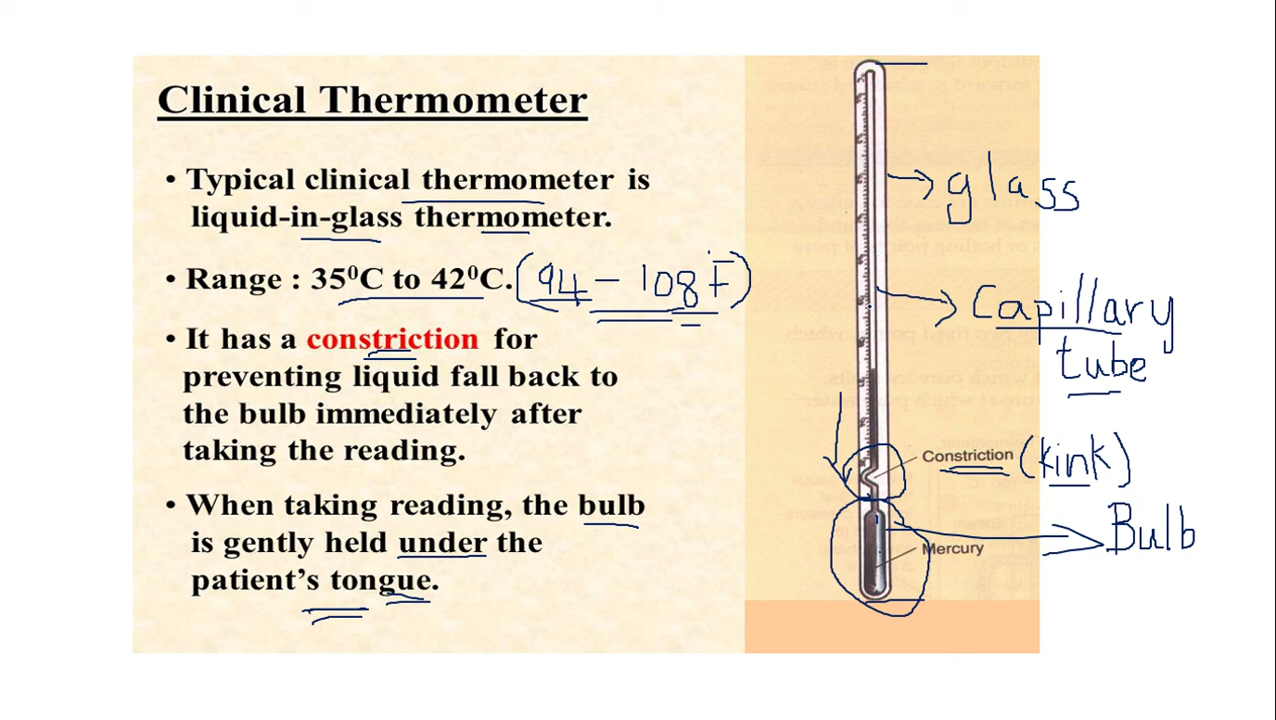 Clinical Thermometer
• Typical clinical thermometer is
liquid-in-glass thermometer.
• Range : 35⁰C to 42⁰C. (94 - 108 F)
• It has a constriction for
preventing liquid fall back to
the bulb immediately after
taking the reading.
• When taking reading, the bulb
is gently held under the
patient's tongue.
glass
Capillary
tube
Constriction (kink)
Bulb
Mercury